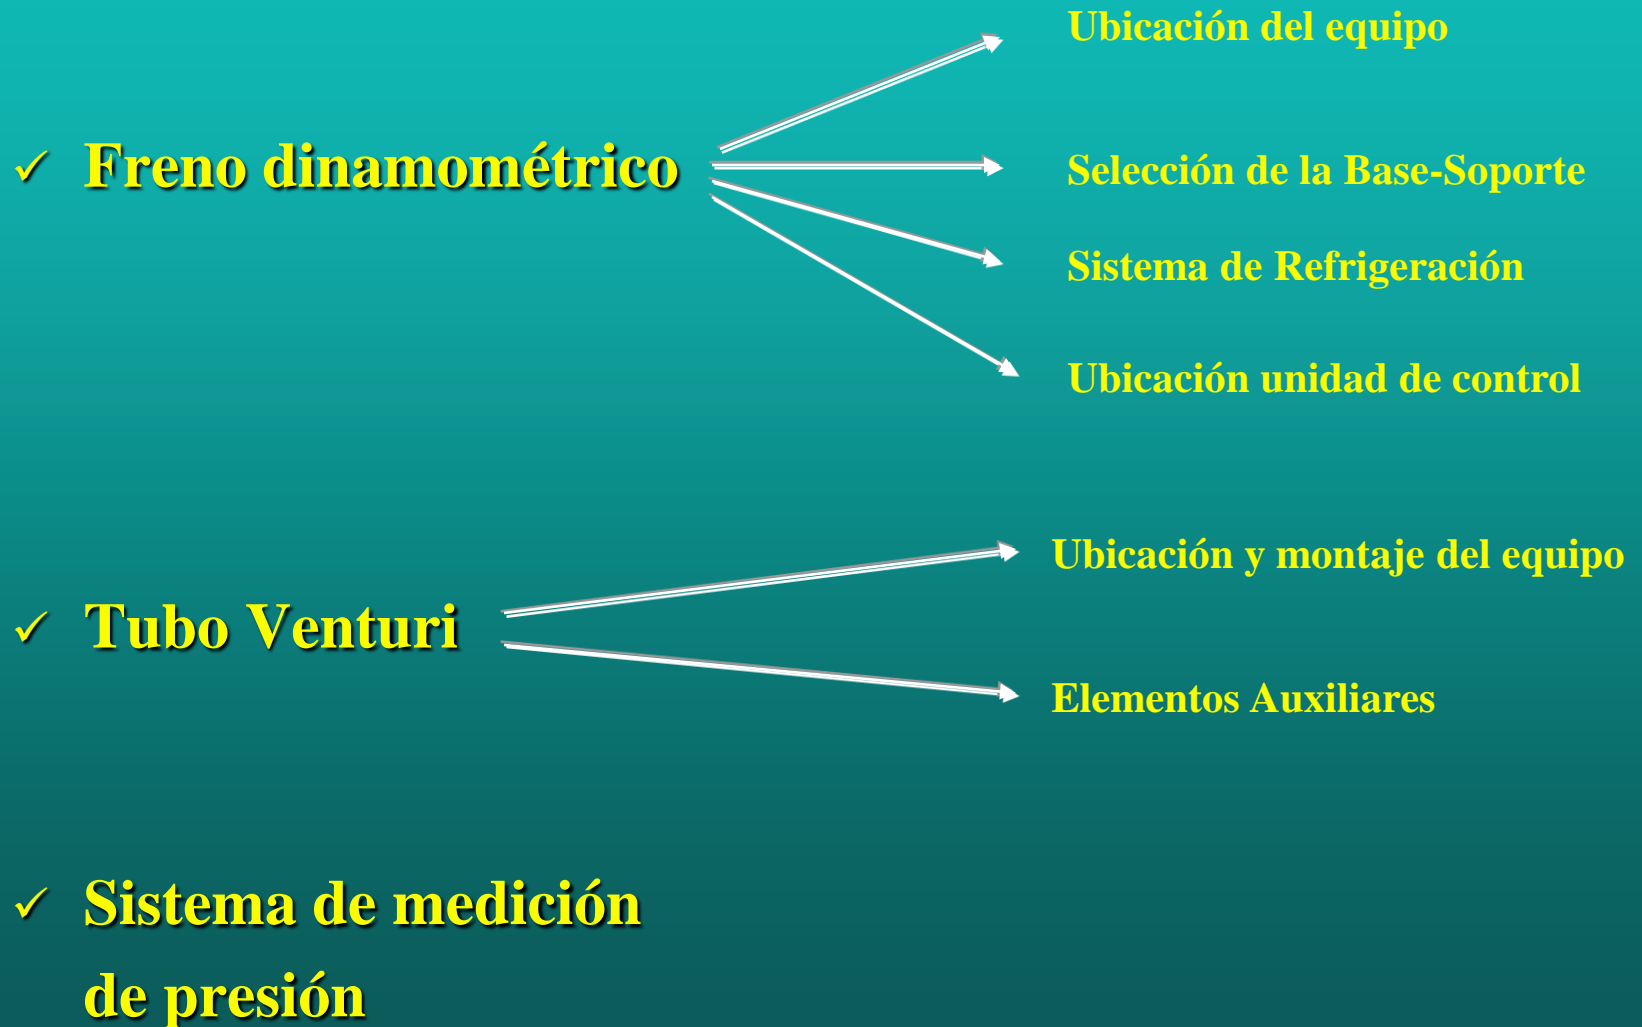 Ubicación del equipo
✓ Freno dinamométrico
Selección de la Base-Soporte
Sistema de Refrigeración
Ubicación unidad de control
Ubicación y montaje del equipo
✓ Tubo Venturi
Elementos Auxiliares
✓ Sistema de medición
de presión